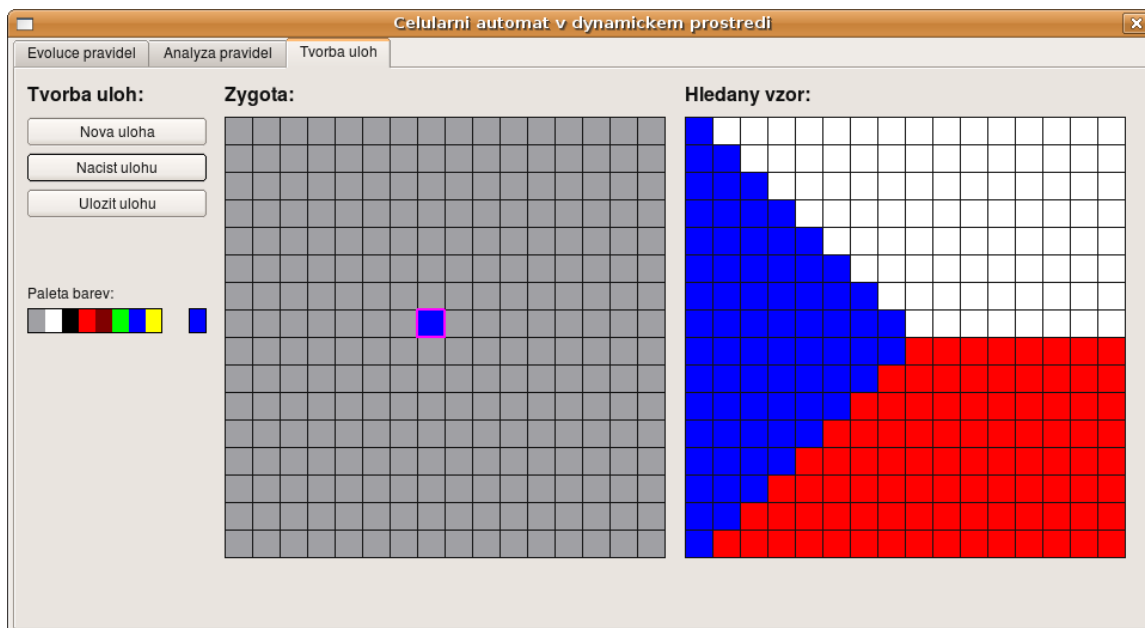 Celularni automat v dynamickem prostredi
Evoluce pravidel
Analyza pravidel
Tvorba uloh
Tvorba uloh:
Zygota:
Hledany vzor:
Nova uloha
Nacist ulohu
Ulozit ulohu
Paleta barev: